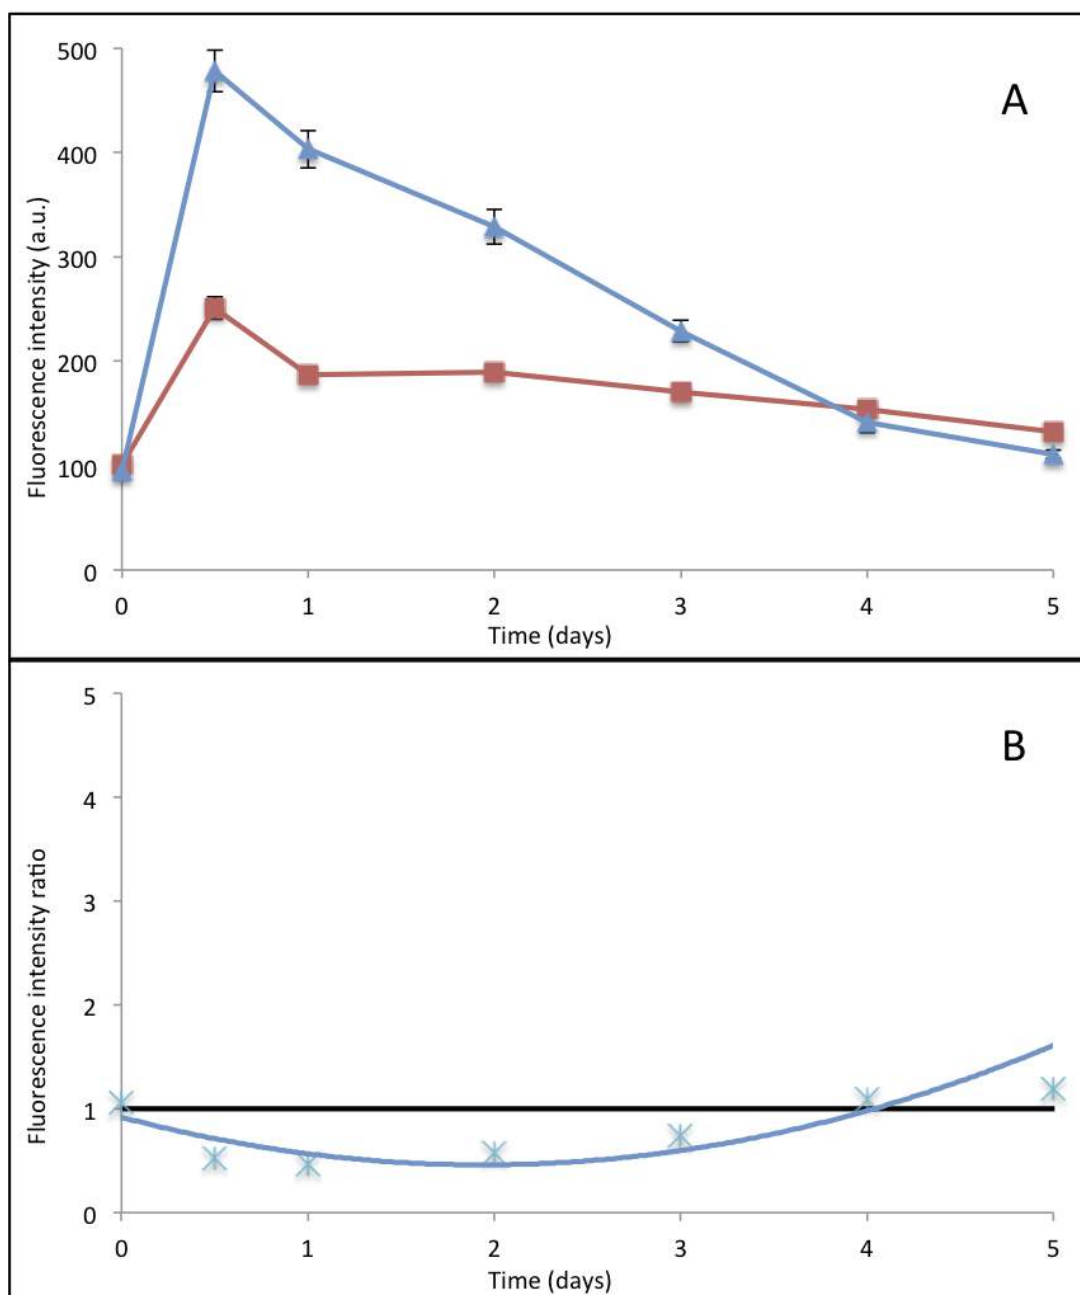 A
Fluorescence intensity (a.u.)
500
400
300
200
100
0
0 1 2 3 4 5
Time (days)
B
Fluorescence intensity ratio
5
4
3
2
1
0
0 1 2 3 4 5
Time (days)